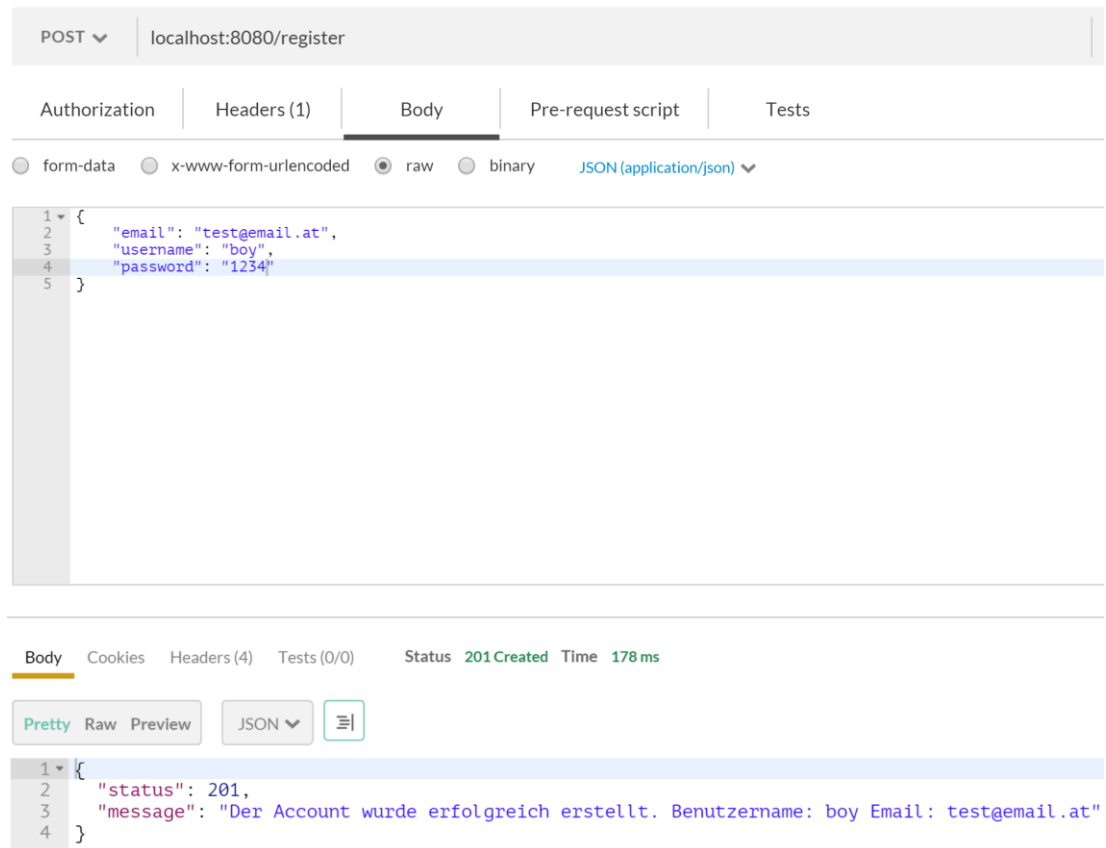 POST localhost:8080/register
Authorization Headers (1) Body Pre-request script Tests
form-data x-www-form-urlencoded raw binary JSON (application/json)
1 {
2 "email": "test@email.at",
3 "username": "boy",
4 "password": "1234"
5 }
Body Cookies Headers (4) Tests (0/0) Status 201 Created Time 178 ms
Pretty Raw Preview JSON
1 {
2 "status": 201,
3 "message": "Der Account wurde erfolgreich erstellt. Benutzername: boy Email: test@email.at"
4 }